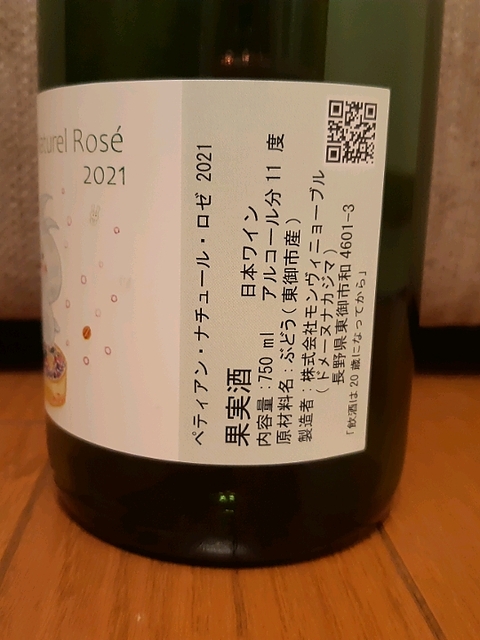 Rosé
2021
ペティアン・ナチュール・ロゼ 2021
果実酒 日本ワイン
内容量：750 ml アルコール分 11 度
原材料名：ぶどう（東御市産）
製造者：株式会社モンヴィニョーブル
（ドメーヌナカジマ）
長野県東御市和 4601−3
「飲酒は 20 歳になってから」